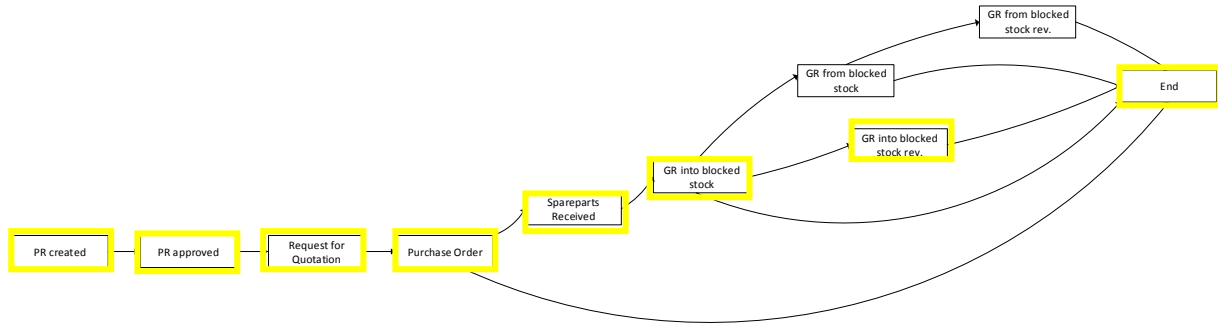 GR from blocked
stock rev.
GR from blocked
stock
End
GR into blocked
stock rev.
GR into blocked
stock
Spareparts
Received
PR created
PR approved
Request for
Quotation
Purchase Order